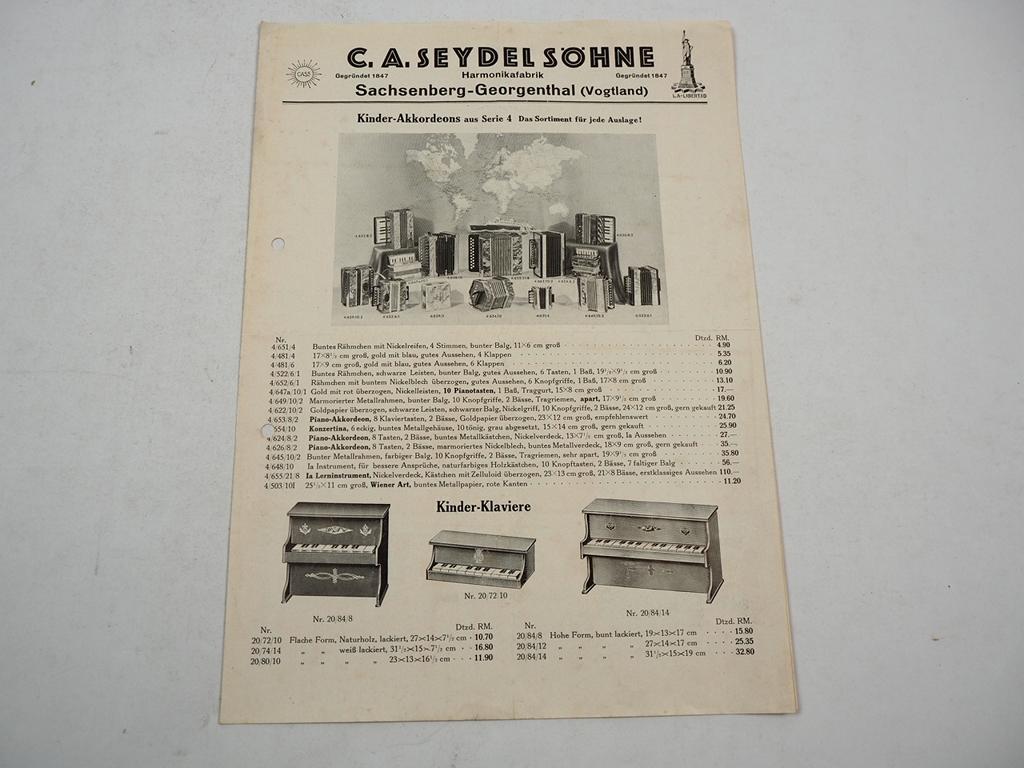 C. A. SEYDEL SÖHNE
CASS
Gegründet 1847 Harmonikafabrik Gegründet 1847
Sachsenberg-Georgenthal (Vogtland)
L.A-LIBERTAD
Kinder-Akkordeons aus Serie 4 Das Sortiment für jede Auslage!
Nr. Dtzd. RM.
4/651/4 Buntes Rähmchen mit Nickelreifen, 4 Stimmen, bunter Balg, 11×6 cm groß 4.90
4/481/4 17×8½ cm groß, gold mit blau, gutes Aussehen, 4 Klappen 5.35
4/481/6 17×9 cm groß, gold mit blau, gutes Aussehen, 6 Klappen 6.20
4/522/6/1 Buntes Rähmchen, schwarze Leisten, bunter Balg, gutes Aussehen, 6 Tasten, 1 Baß, 19½×9½ cm groß 10.90
4/652/6/1 Rähmchen mit buntem Nickelblech überzogen, gutes Aussehen, 6 Knopfgriffe, 1 Baß, 17×8 cm groß 13.10
4/647a/10/1 Gold mit rot überzogen, Nickelleisten, 10 Pianotasten, 1 Baß, Traggurt, 15×8 cm groß 17.—
4/649/10/2 Marmorierter Metallrahmen, bunter Balg, 10 Knopfgriffe, 2 Bässe, Tragriemen, apart, 17×9½ cm groß 19.60
4/622/10/2 Goldpapier überzogen, schwarze Leisten, schwarzer Balg, Nickelgriff, 10 Knopfgriffe, 2 Bässe, 24×12 cm groß, gern gekauft 21.25
4/653/8/2 Piano-Akkordeon, 8 Klaviertasten, 2 Bässe, Goldpapier überzogen, 23×12 cm groß, empfehlenswert 24.70
654/10 Konzertina, 6 eckig, buntes Metallgehäuse, 10 tönig, grau abgesetzt, 15×14 cm groß, gern gekauft 25.90
4/624/8/2 Piano-Akkordeon, 8 Tasten, 2 Bässe, buntes Metallkästchen, Nickelverdeck, 13×7½ cm groß, Ia Aussehen 27.—
4/626/8/2 Piano-Akkordeon, 8 Tasten, 2 Bässe, marmoriertes Nickelblech, buntes Metallverdeck, 18×9 cm groß, gern gekauft 35.—
4/645/10/2 Bunter Metallrahmen, farbiger Balg, 10 Knopfgriffe, 2 Bässe, Tragriemen, sehr apart, 19×9½ cm groß 35.80
4/648/10 Ia Instrument, für bessere Ansprüche, naturfarbiges Holzkästchen, 10 Knopftasten, 2 Bässe, 7 faltiger Balg 56.—
4/655/21/8 Ia Lerninstrument, Nickelverdeck, Kästchen mit Zelluloid überzogen, 23×13 cm groß, 21×8 Bässe, erstklassiges Aussehen 110.—
4/503/10I 25½×11 cm groß, Wiener Art, buntes Metallpapier, rote Kanten 11.20
Kinder-Klaviere
Nr. 20/84/8
Nr. 20/72/10
Nr. 20/84/14
Nr. Dtzd. RM.
20/72/10 Flache Form, Naturholz, lackiert, 27×14×7½ cm 10.70
20/74/14 „ „ weiß lackiert, 31½×15×7½ cm 16.80
20/80/10 „ „ „ „ 23×13×16½ cm 11.90
Nr. Dtzd. RM.
20/84/8 Hohe Form, bunt lackiert, 19×13×17 cm 15.80
20/84/12 „ „ „ „ 27×14×17 cm 25.35
20/84/14 „ „ „ „ 31½×15×19 cm 32.80